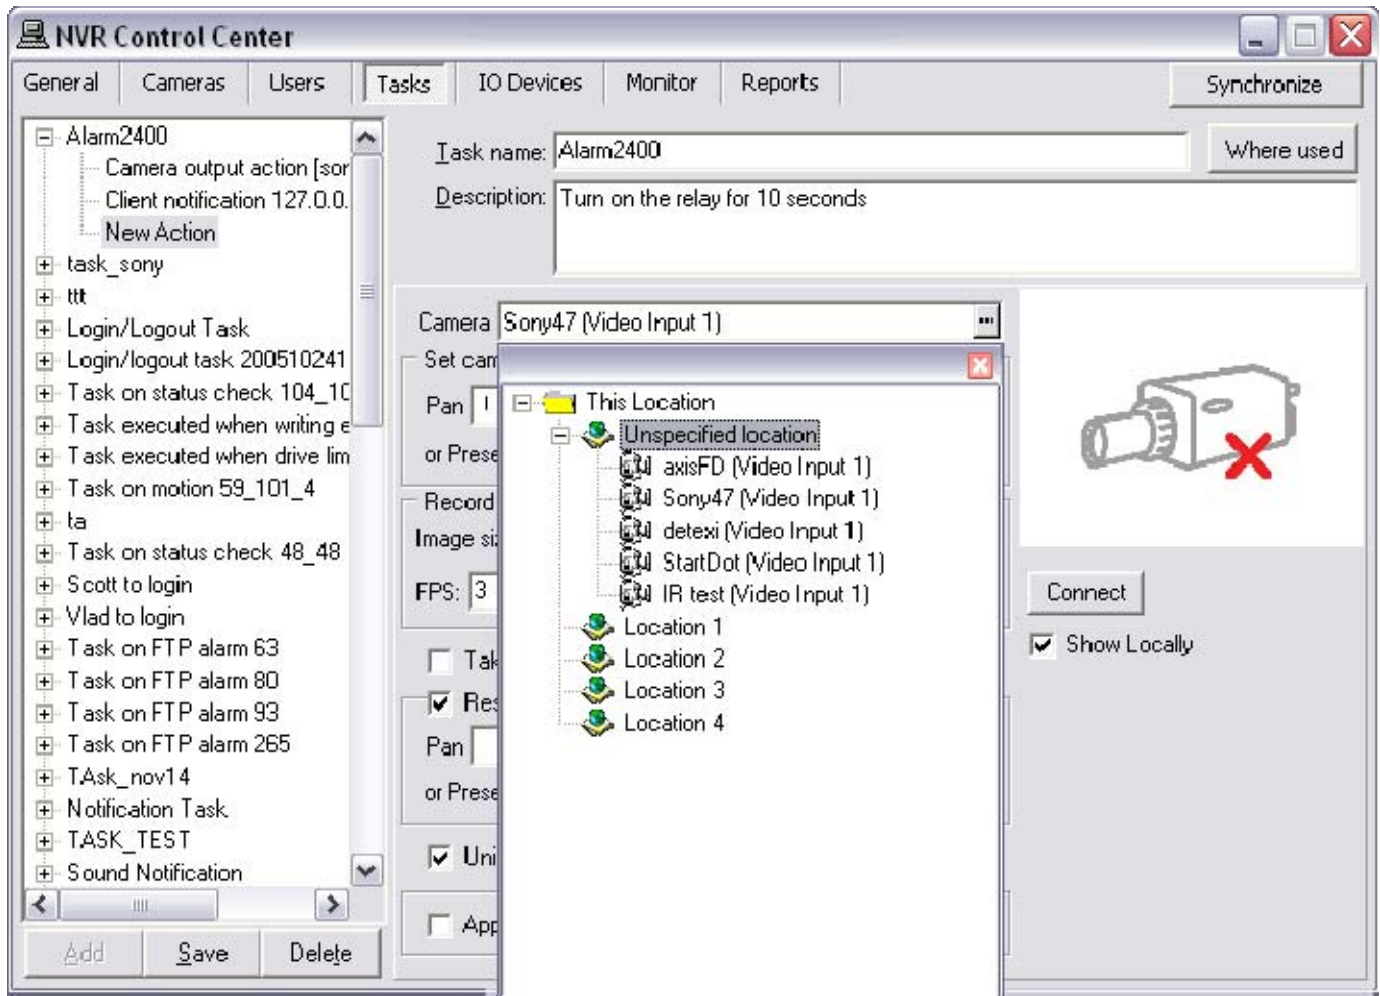 NVR Control Center
General Cameras Users Tasks IO Devices Monitor Reports Synchronize
Alarm2400
Camera output action [sor
Client notification 127.0.0.
New Action
task_sony
ttt
Login/Logout Task
Login/logout task 200510241
Task on status check 104_10
Task executed when writing e
Task executed when drive lim
Task on motion 59_101_4
ta
Task on status check 48_48
Scott to login
Vlad to login
Task on FTP alarm 63
Task on FTP alarm 80
Task on FTP alarm 93
Task on FTP alarm 265
TAsk_nov14
Notification Task
TASK_TEST
Sound Notification
Add Save Delete
Task name: Alarm2400 Where used
Description: Turn on the relay for 10 seconds
Camera Sony47 (Video Input 1) ...
Set cam
Pan
or Prese
Record
Image siz
FPS: 3
Tak
Res
Pan
or Prese
Uni
App
This Location
Unspecified location
axisFD (Video Input 1)
Sony47 (Video Input 1)
detexi (Video Input 1)
StartDot (Video Input 1)
IR test (Video Input 1)
Location 1
Location 2
Location 3
Location 4
Connect
Show Locally